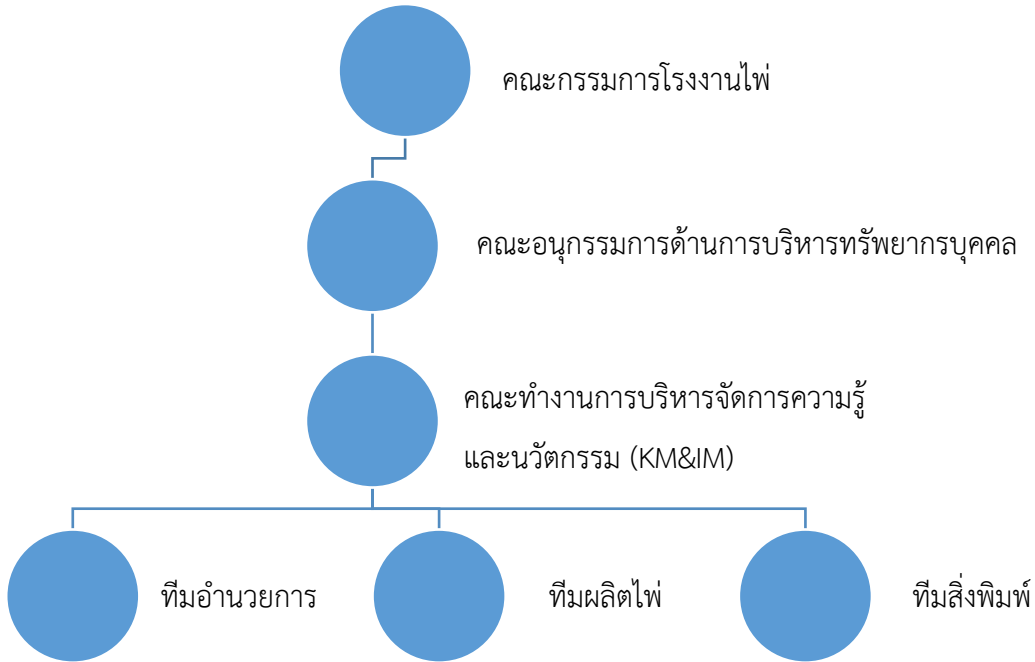 คณะกรรมการโรงงานไพ่
คณะอนุกรรมการด้านการบริหารทรัพยากรบุคคล
คณะทำงานการบริหารจัดการความรู้
และนวัตกรรม (KM&IM)
ทีมอำนวยการ
ทีมผลิตไพ่
ทีมสิ่งพิมพ์